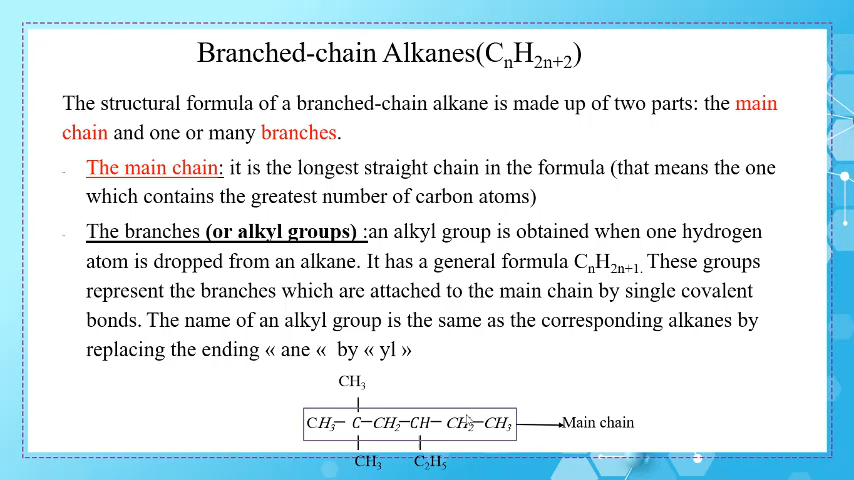 Branched-chain Alkanes(CnH2n+2)
The structural formula of a branched-chain alkane is made up of two parts: the main
chain and one or many branches.
- The main chain: it is the longest straight chain in the formula (that means the one
which contains the greatest number of carbon atoms)
- The branches (or alkyl groups) :an alkyl group is obtained when one hydrogen
atom is dropped from an alkane. It has a general formula CnH2n+1. These groups
represent the branches which are attached to the main chain by single covalent
bonds. The name of an alkyl group is the same as the corresponding alkanes by
replacing the ending « ane « by « yl »
CH3
CH3─ C─CH2─CH─ CH2─CH3 Main chain
CH3 C2H5